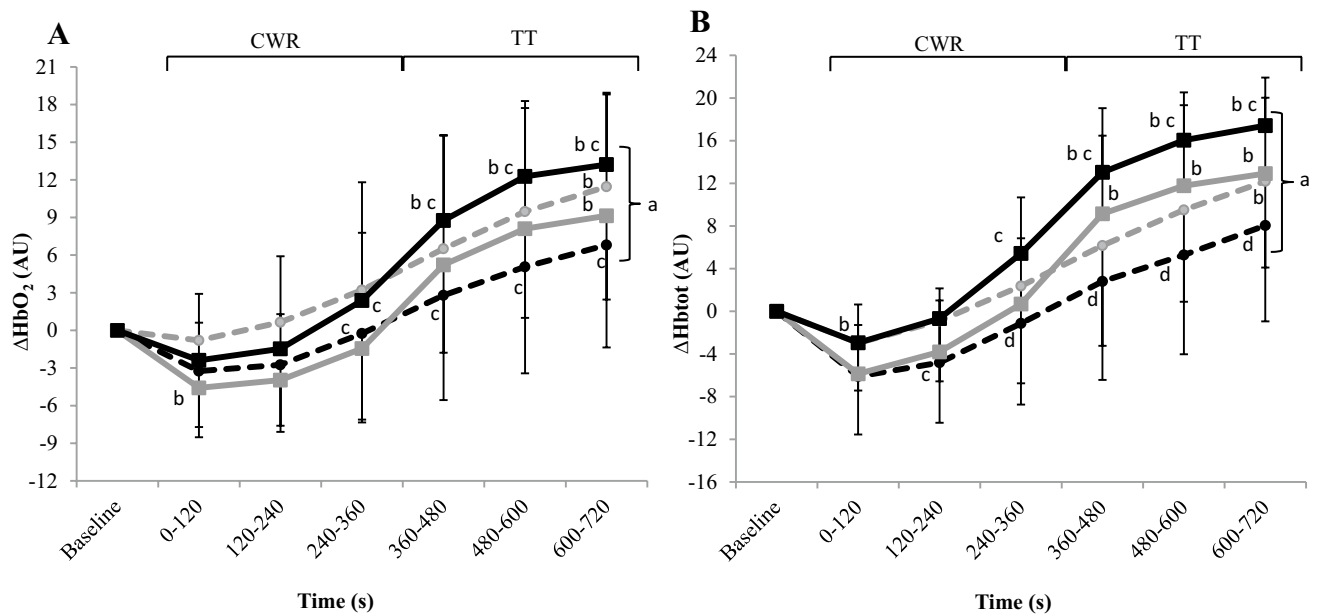 A
CWR
TT
21
18
15
12
9
6
3
0
-3
-6
-9
-12
ΔHbO₂ (AU)
b
c
c
b c
c
b c
b
c
b c
b
c
a
Baseline
0-120
120-240
240-360
360-480
480-600
600-720
Time (s)
B
CWR
TT
24
20
16
12
8
4
0
-4
-8
-12
-16
ΔHbtot (AU)
b
c
c
d
b c
b
d
b c
b
d
b c
b
b
d
a
Baseline
0-120
120-240
240-360
360-480
480-600
600-720
Time (s)